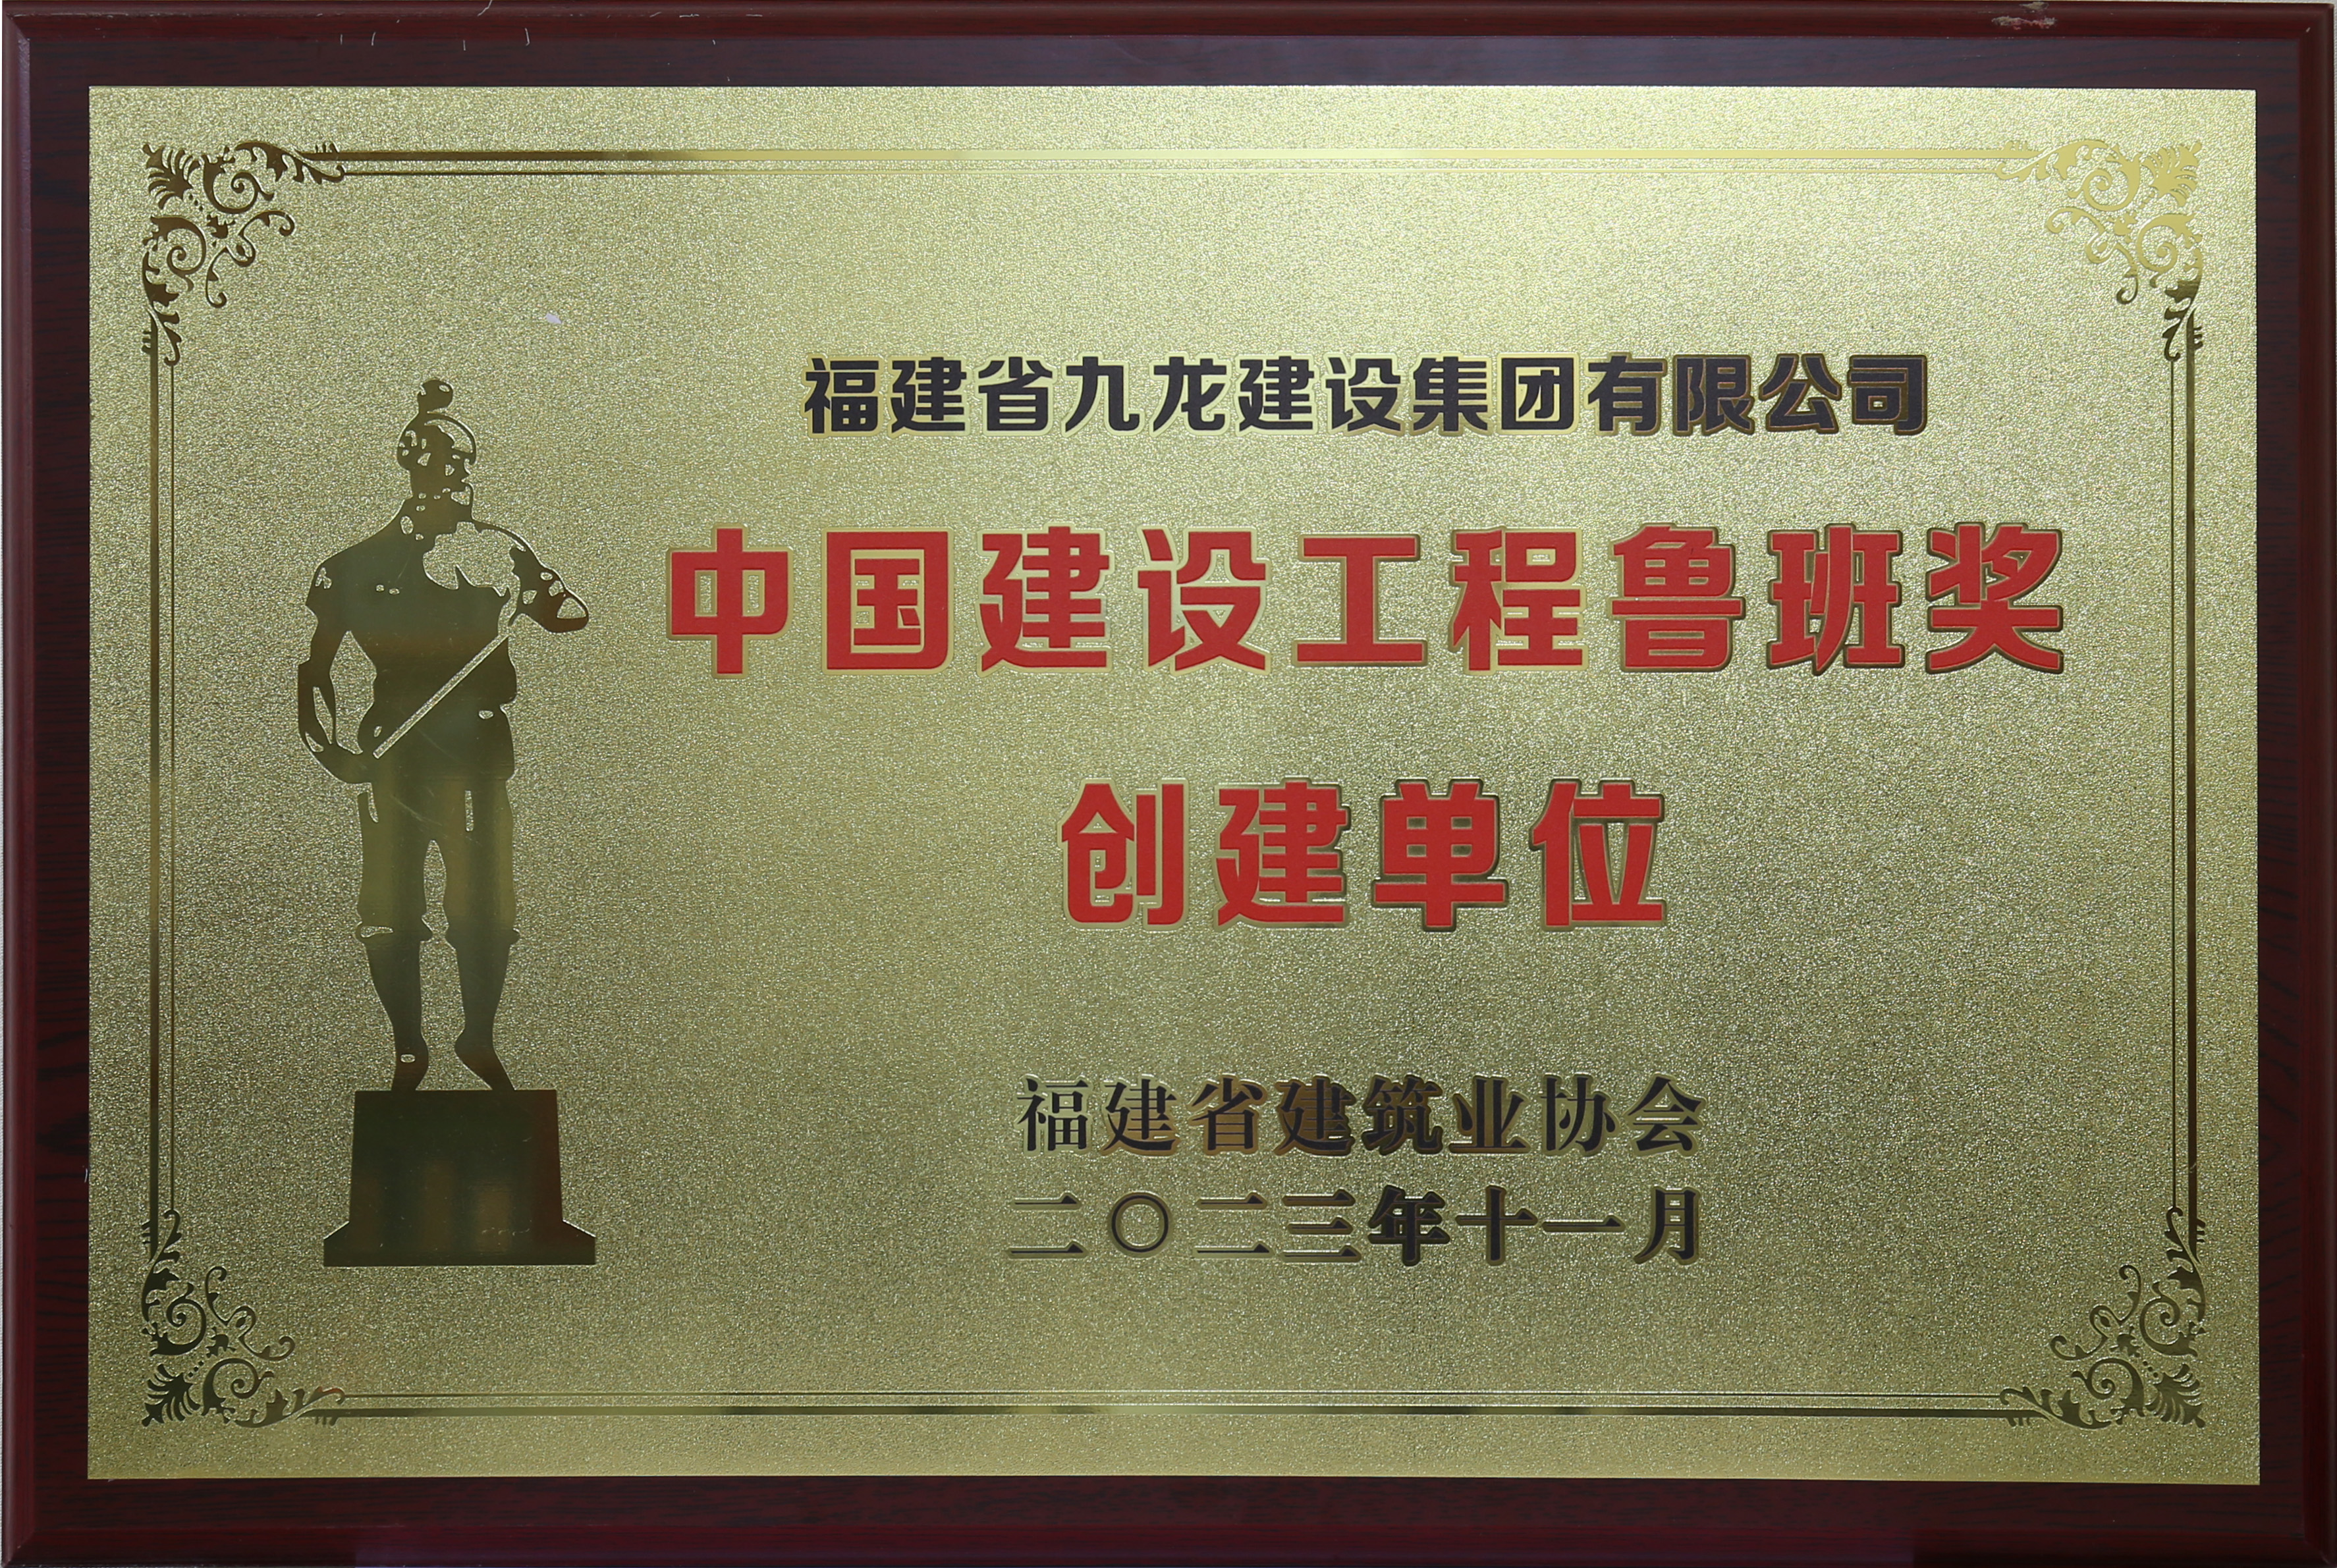 福建省九龙建设集团有限公司
中国建设工程鲁班奖
创建单位
福建省建筑业协会
二〇二三年十一月